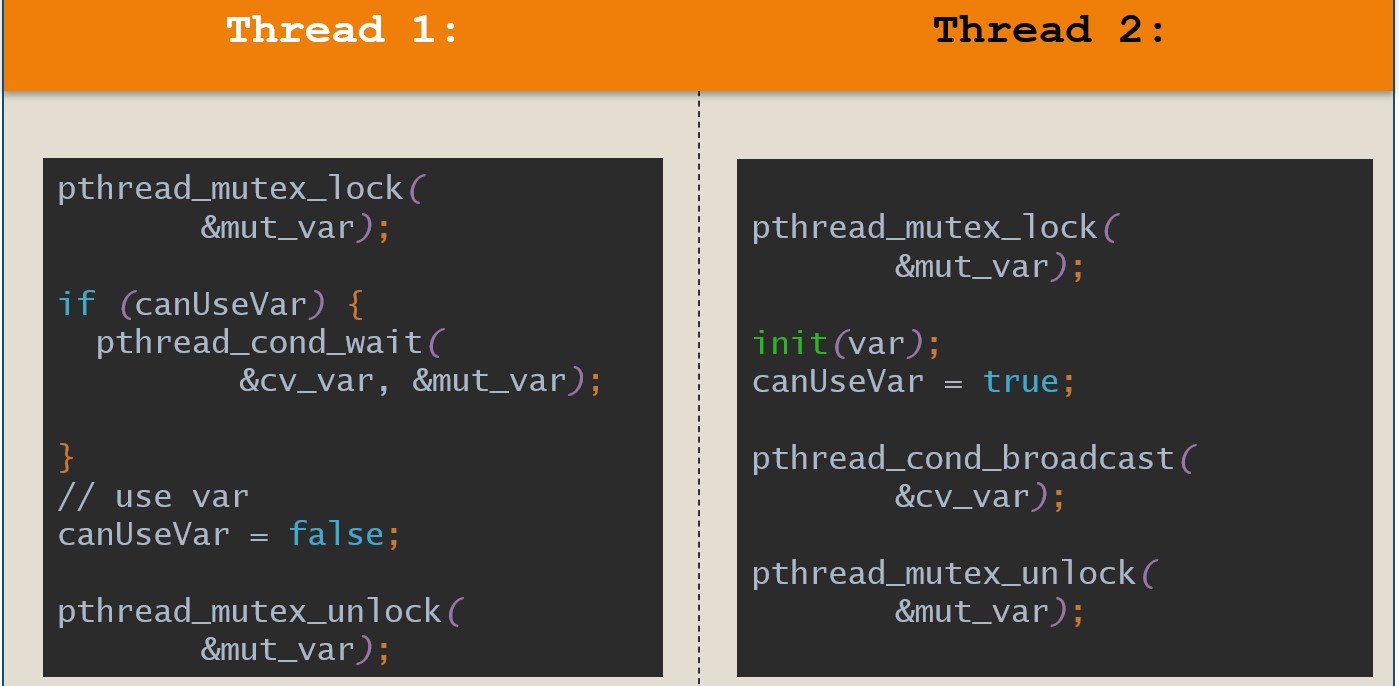 Thread 1:
Thread 2:
pthread_mutex_lock(
&mut_var);
if (canUseVar) {
pthread_cond_wait(
&cv_var, &mut_var);
}
// use var
canUseVar = false;
pthread_mutex_unlock(
&mut_var);
pthread_mutex_lock(
&mut_var);
init(var);
canUseVar = true;
pthread_cond_broadcast(
&cv_var);
pthread_mutex_unlock(
&mut_var);